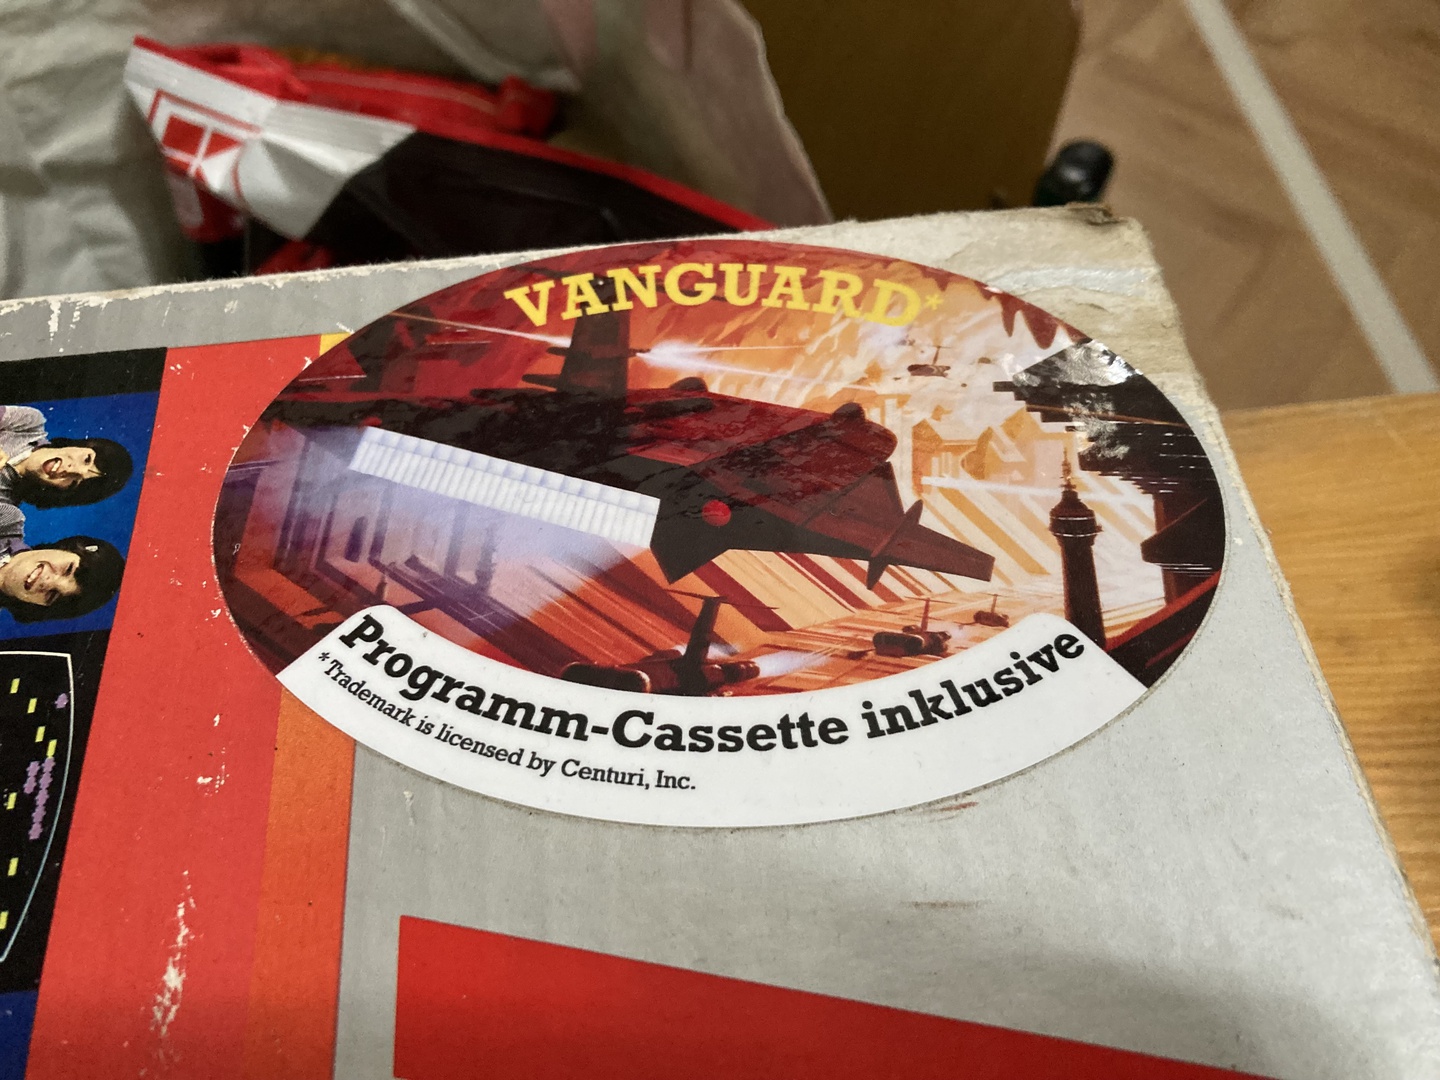 VANGUARD*
Programm-Cassette inklusive
*Trademark is licensed by Centuri, Inc.